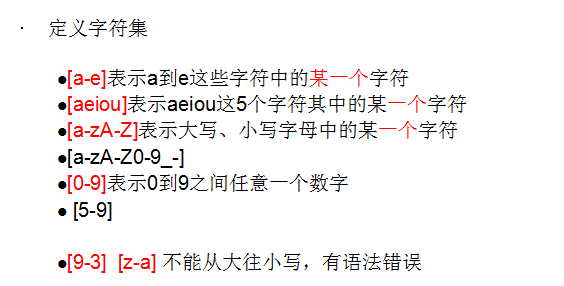 · 定义字符集
●[a-e]表示a到e这些字符中的某一个字符
●[aeiou]表示aeiou这5个字符其中的某一个字符
●[a-zA-Z]表示大写、小写字母中的某一个字符
●[a-zA-Z0-9_-]
●[0-9]表示0到9之间任意一个数字
● [5-9]
●[9-3] [z-a] 不能从大往小写，有语法错误